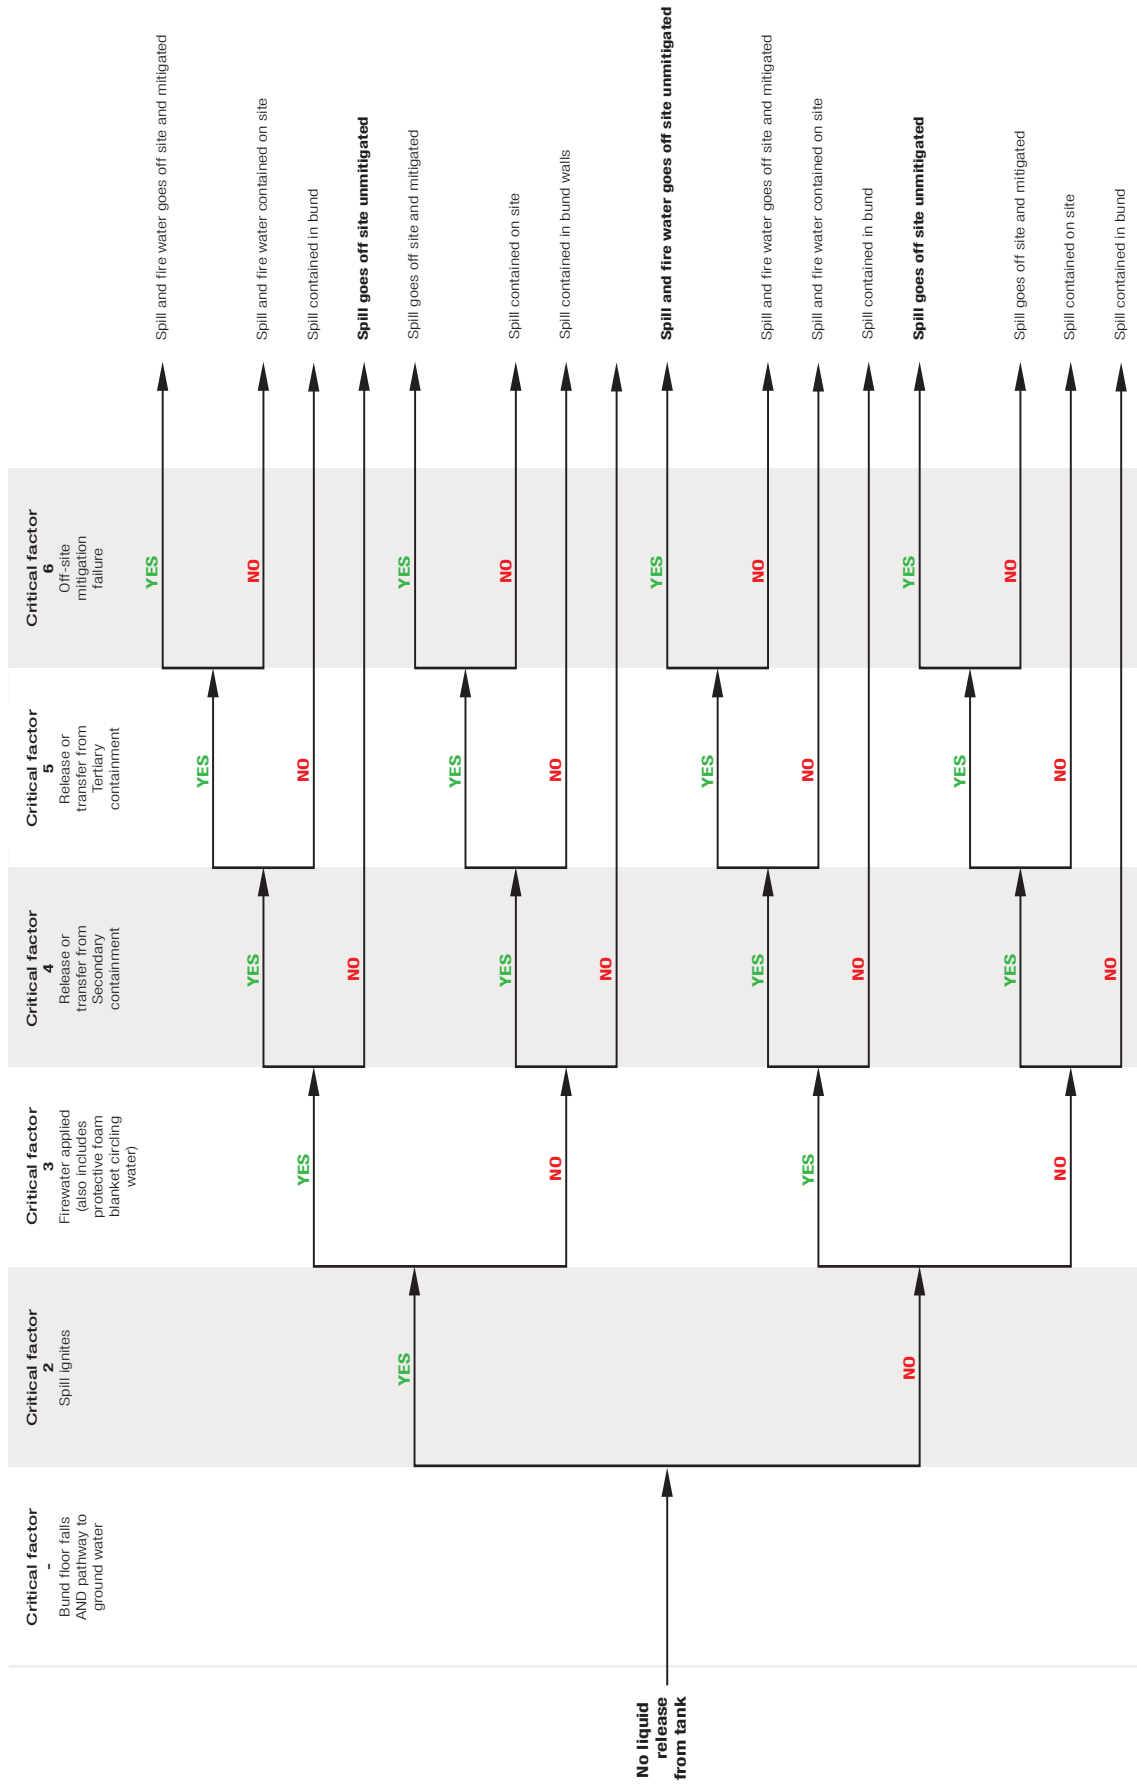 Critical factor
-
Bund floor falls
AND pathway to
ground water
Critical factor
2
Spill ignites
Critical factor
3
Firewater applied
(also includes
protective foam
blanket circling
water)
Critical factor
4
Release or
transfer from
Secondary
containment
Critical factor
5
Release or
transfer from
Tertiary
containment
Critical factor
6
Off-site
mitigation
failure
No liquid
release
from tank
YES
NO
YES
NO
YES
NO
YES
NO
YES
NO
YES
NO
YES
NO
YES
NO
YES
NO
YES
NO
YES
NO
YES
NO
YES
NO
YES
NO
YES
NO
Spill and fire water goes off site and mitigated
Spill and fire water contained on site
Spill contained in bund
Spill goes off site unmitigated
Spill goes off site and mitigated
Spill contained on site
Spill contained in bund walls
Spill and fire water goes off site unmitigated
Spill and fire water goes off site and mitigated
Spill and fire water contained on site
Spill contained in bund
Spill goes off site unmitigated
Spill goes off site and mitigated
Spill contained on site
Spill contained in bund